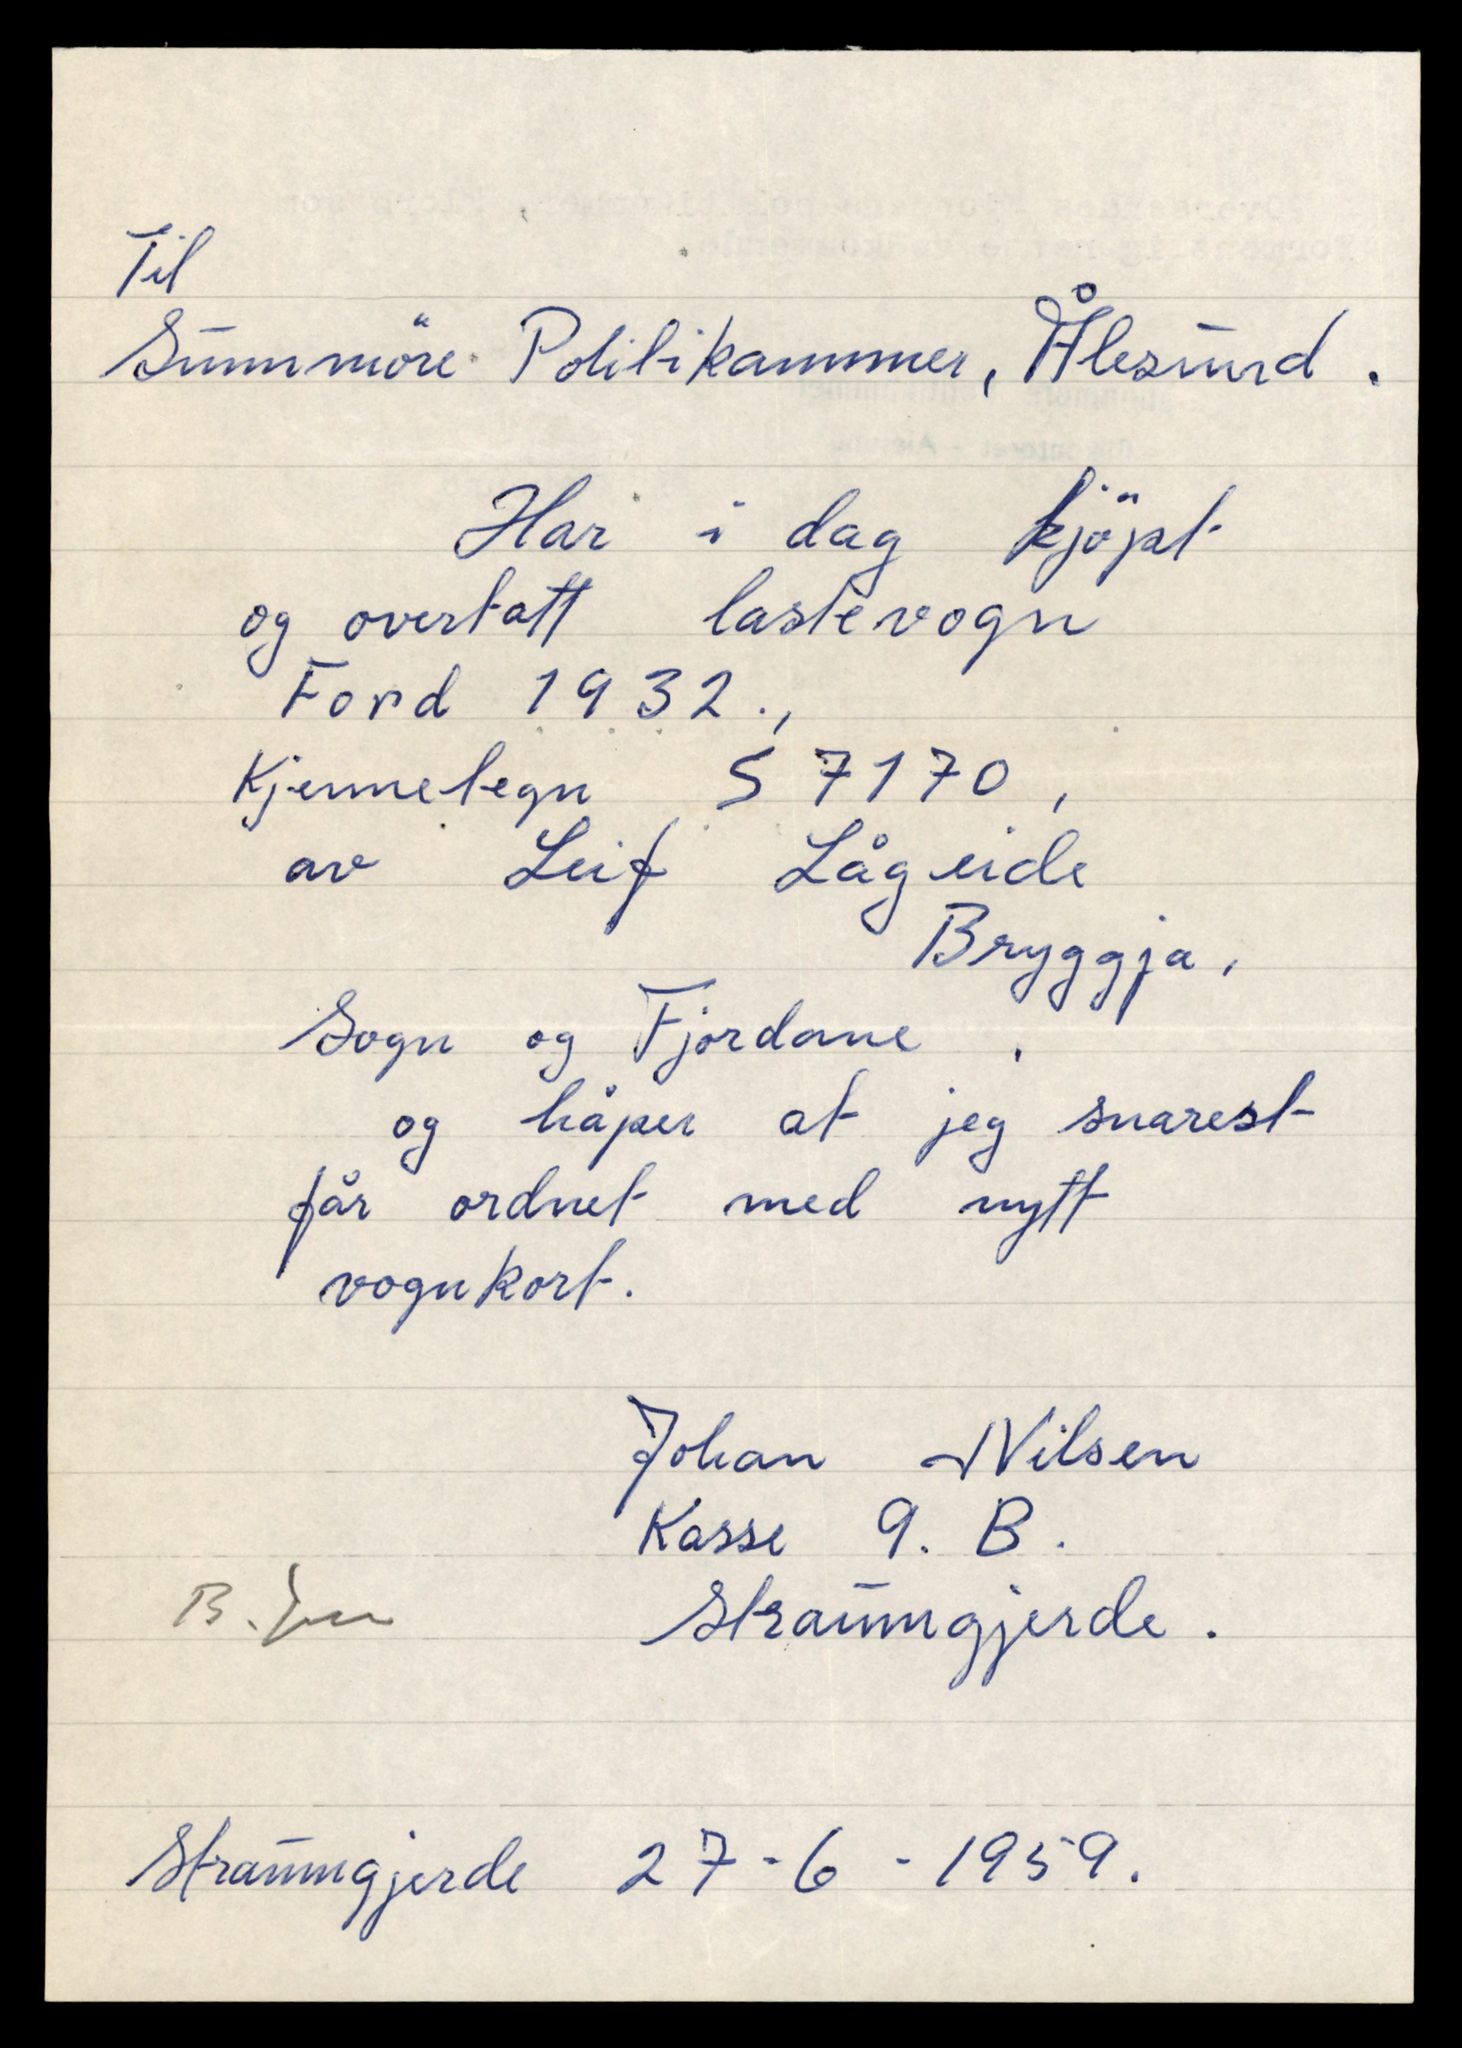 Til
Sunnmöre Politikammer, Ålesund.
Har i dag kjöpt
og overtatt lastevogn
Ford 1932.,
Kjennetegn S 7170,
av Leif Lågeide
Bryggja,
Sogn og Fjordane.
og håper at jeg snarest
får ordnet med nytt
vognkort.
Johan Nilsen
Kasse 9. B.
Straumgjerde.
B.
Straumgjerde 27-6-1959.